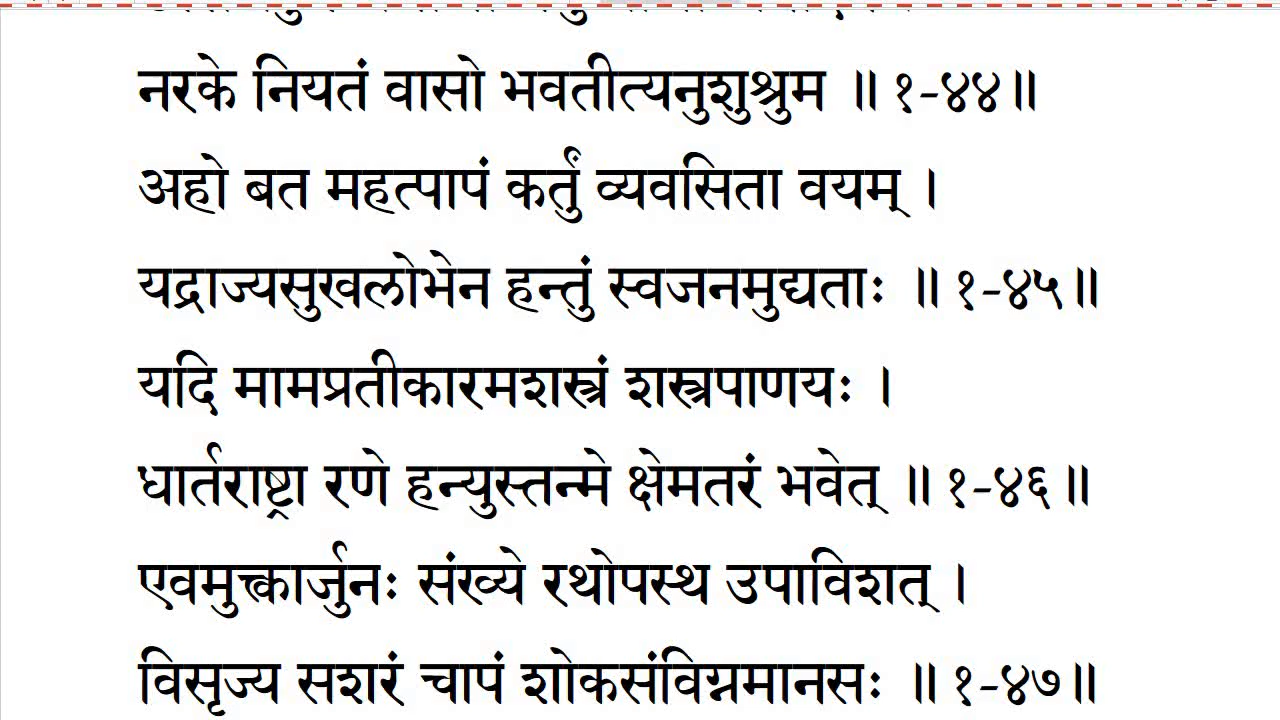 नरके नियतं वासो भवतीत्यनुशुश्रुम ॥ १-४४॥
अहो बत महत्पापं कर्तुं व्यवसिता वयम् ।
यद्राज्यसुखलोभेन हन्तुं स्वजनमुद्यताः ॥ १-४५॥
यदि मामप्रतीकारमशस्त्रं शस्त्रपाणयः ।
धार्तराष्ट्रा रणे हन्युस्तन्मे क्षेमतरं भवेत् ॥ १-४६॥
एवमुक्त्वार्जुनः संख्ये रथोपस्थ उपाविशत् ।
विसृज्य सशरं चापं शोकसंविग्नमानसः ॥ १-४७॥